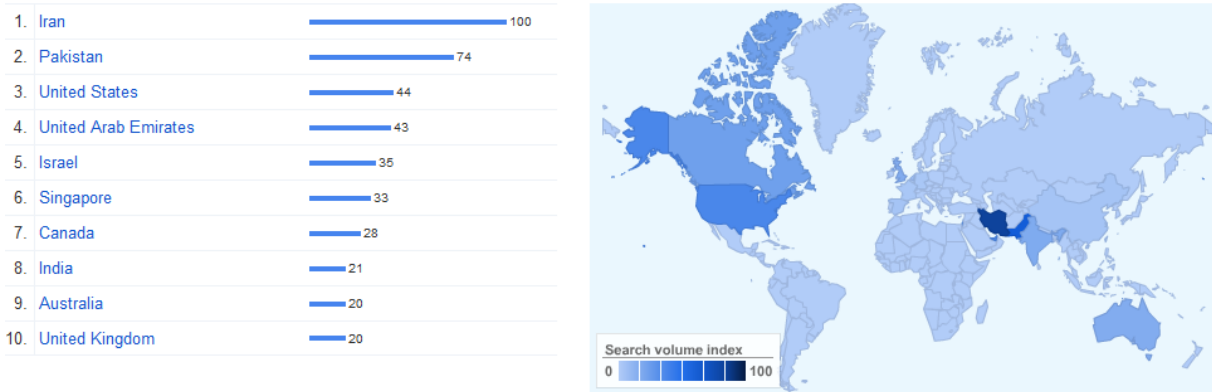 1. Iran 100
2. Pakistan 74
3. United States 44
4. United Arab Emirates 43
5. Israel 35
6. Singapore 33
7. Canada 28
8. India 21
9. Australia 20
10. United Kingdom 20
Search volume index
0 100